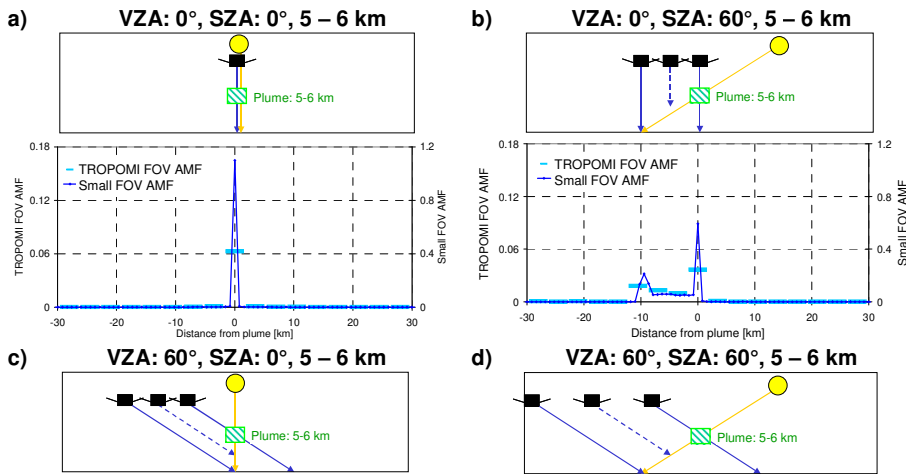 a)
VZA: 0°, SZA: 0°, 5 – 6 km
Plume: 5-6 km
0.18
0.12
0.06
0
TROPOMI FOV AMF
TROPOMI FOV AMF
Small FOV AMF
1.2
0.8
0.4
0
Small FOV AMF
-30 -20 -10 0 10 20 30
Distance from plume [km]
b)
VZA: 0°, SZA: 60°, 5 – 6 km
Plume: 5-6 km
0.18
0.12
0.06
0
TROPOMI FOV AMF
TROPOMI FOV AMF
Small FOV AMF
1.2
0.8
0.4
0
Small FOV AMF
-30 -20 -10 0 10 20 30
Distance from plume [km]
c)
VZA: 60°, SZA: 0°, 5 – 6 km
Plume: 5-6 km
d)
VZA: 60°, SZA: 60°, 5 – 6 km
Plume: 5-6 km